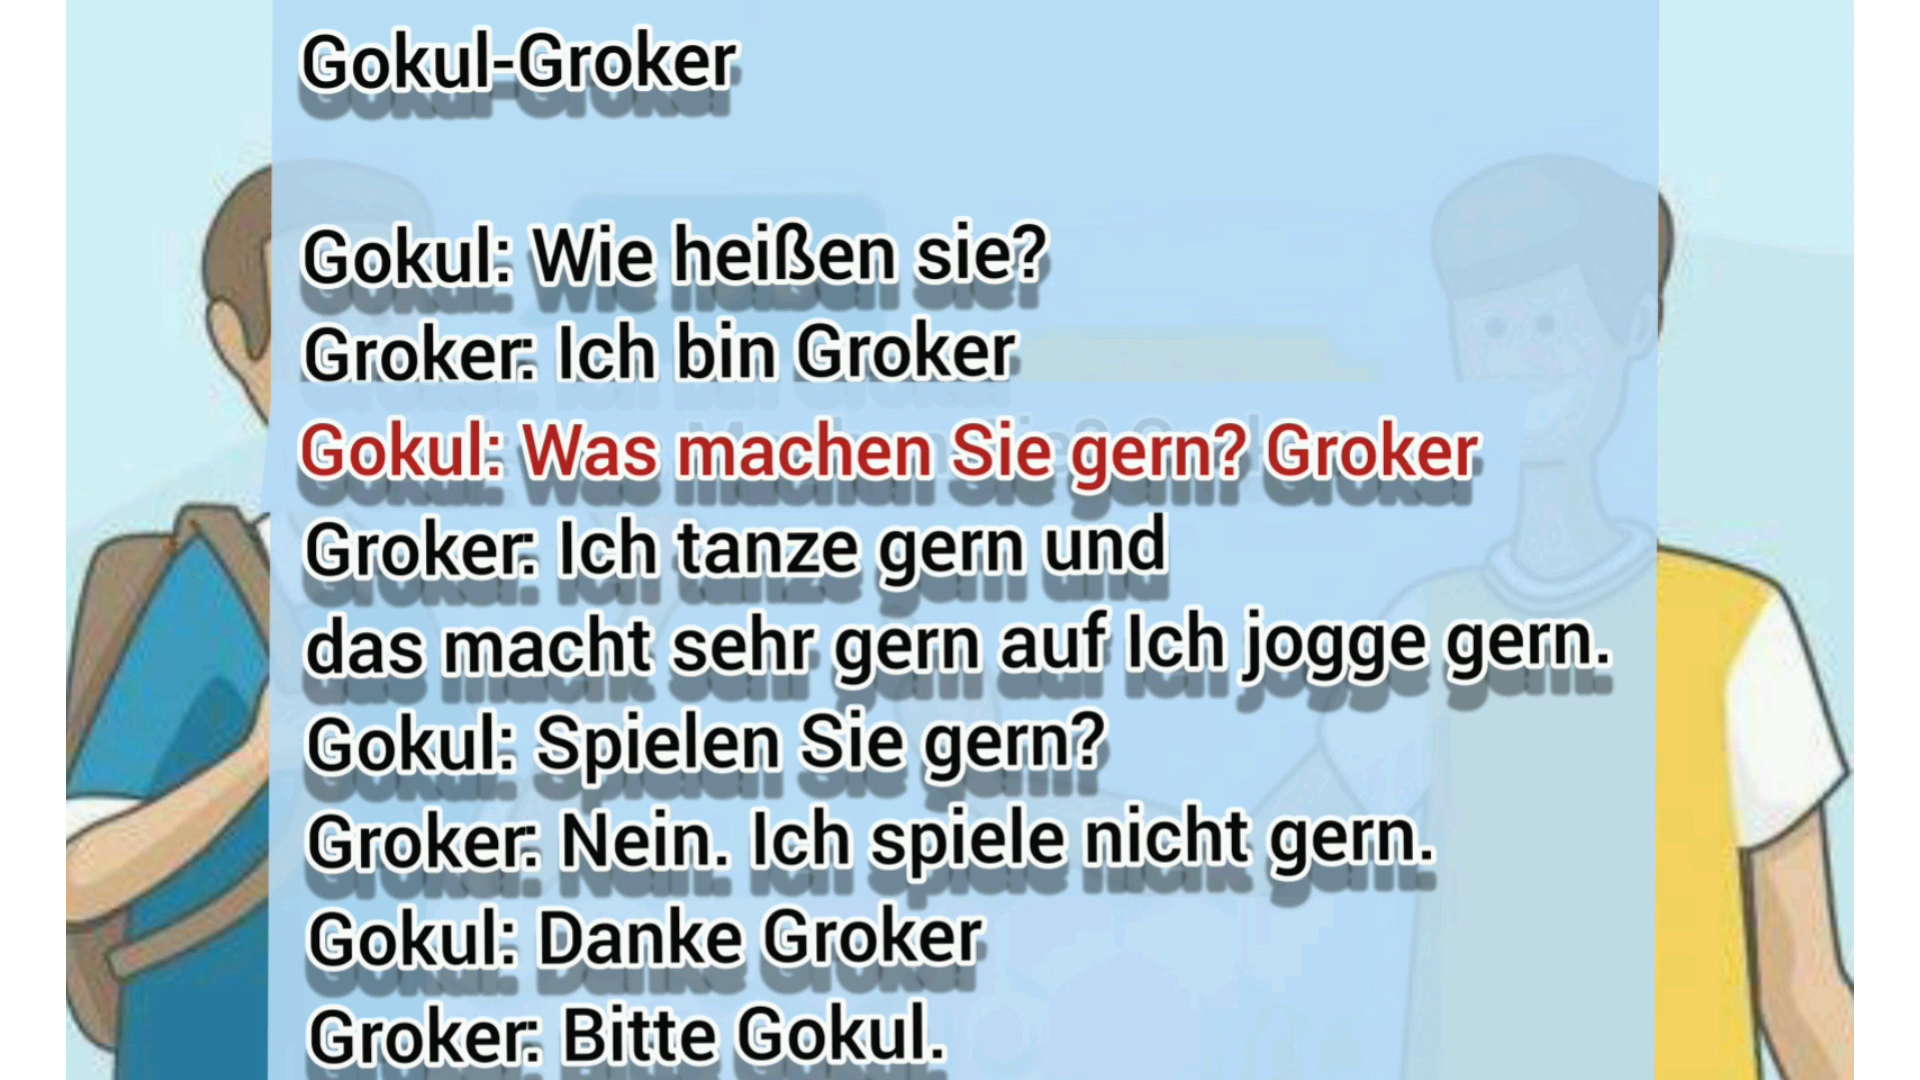 Gokul-Groker
Gokul: Wie heißen sie?
Groker: Ich bin Groker
Gokul: Was machen Sie gern? Groker
Groker: Ich tanze gern und
das macht sehr gern auf Ich jogge gern.
Gokul: Spielen Sie gern?
Groker: Nein. Ich spiele nicht gern.
Gokul: Danke Groker
Groker: Bitte Gokul.